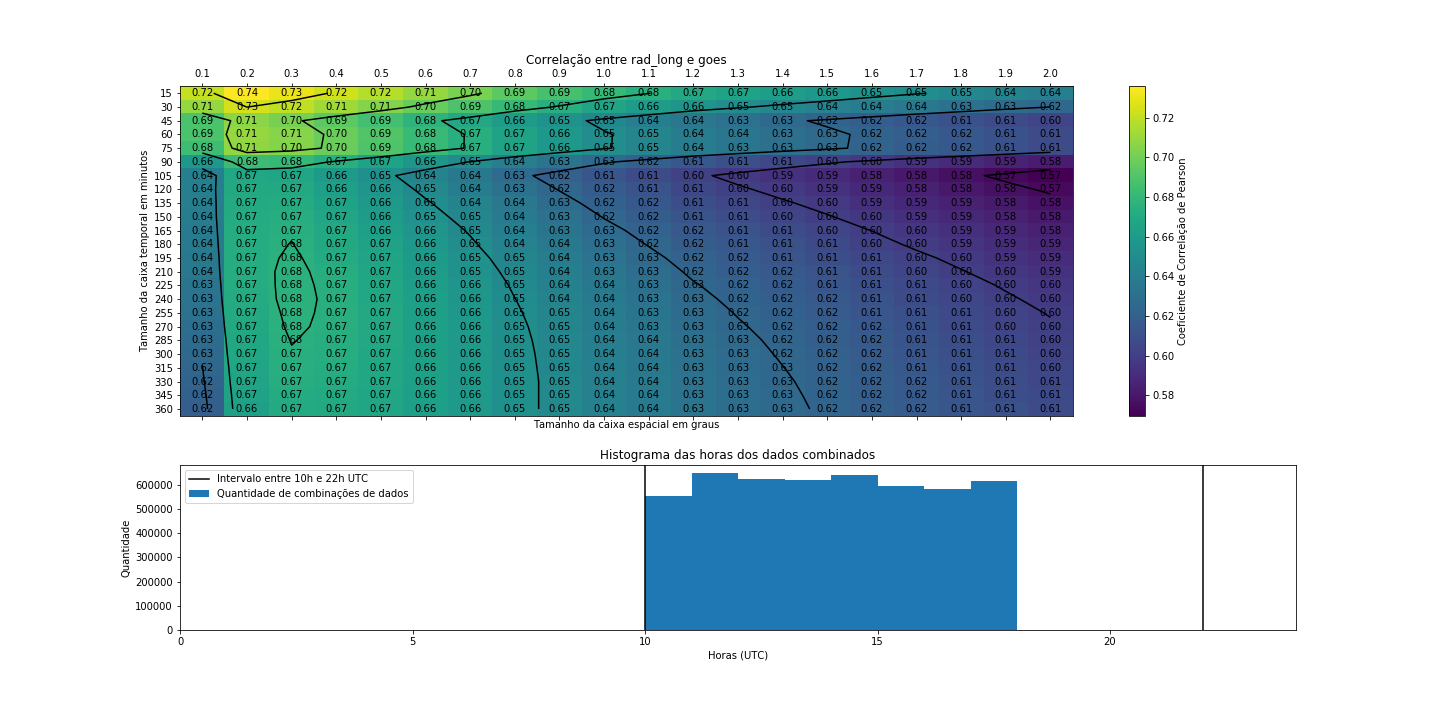 Correlação entre rad_long e goes
0.1 0.2 0.3 0.4 0.5 0.6 0.7 0.8 0.9 1.0 1.1 1.2 1.3 1.4 1.5 1.6 1.7 1.8 1.9 2.0
15 0.72 0.74 0.73 0.72 0.72 0.71 0.70 0.69 0.69 0.68 0.68 0.67 0.67 0.66 0.66 0.65 0.65 0.65 0.64 0.64
30 0.71 0.73 0.72 0.71 0.71 0.70 0.69 0.68 0.67 0.67 0.66 0.66 0.65 0.65 0.64 0.64 0.64 0.63 0.63 0.62
45 0.69 0.71 0.70 0.69 0.69 0.68 0.67 0.66 0.65 0.65 0.64 0.64 0.63 0.63 0.62 0.62 0.62 0.61 0.61 0.60
60 0.69 0.71 0.71 0.70 0.69 0.68 0.67 0.67 0.66 0.65 0.65 0.64 0.64 0.63 0.63 0.62 0.62 0.62 0.61 0.61
75 0.68 0.71 0.70 0.70 0.69 0.68 0.67 0.67 0.66 0.65 0.65 0.64 0.63 0.63 0.63 0.62 0.62 0.61 0.61 0.61
90 0.66 0.68 0.68 0.67 0.67 0.66 0.65 0.64 0.63 0.63 0.62 0.61 0.61 0.61 0.60 0.60 0.59 0.59 0.59 0.58
105 0.64 0.67 0.67 0.66 0.65 0.64 0.64 0.63 0.62 0.61 0.61 0.60 0.60 0.59 0.59 0.58 0.58 0.58 0.57 0.57
120 0.64 0.67 0.67 0.66 0.66 0.65 0.64 0.63 0.62 0.62 0.61 0.61 0.60 0.60 0.59 0.59 0.58 0.58 0.58 0.57
135 0.64 0.67 0.67 0.67 0.66 0.65 0.64 0.64 0.63 0.62 0.62 0.61 0.61 0.60 0.60 0.59 0.59 0.59 0.58 0.58
150 0.64 0.67 0.67 0.67 0.66 0.65 0.65 0.64 0.63 0.62 0.62 0.61 0.61 0.60 0.60 0.60 0.59 0.59 0.58 0.58
165 0.64 0.67 0.67 0.66 0.66 0.65 0.65 0.64 0.63 0.63 0.62 0.62 0.61 0.61 0.60 0.60 0.60 0.59 0.59 0.58
180 0.64 0.67 0.68 0.67 0.66 0.66 0.65 0.64 0.64 0.63 0.62 0.62 0.61 0.61 0.60 0.60 0.60 0.59 0.59 0.59
195 0.64 0.67 0.68 0.67 0.67 0.66 0.65 0.64 0.64 0.63 0.63 0.62 0.62 0.61 0.61 0.60 0.60 0.60 0.59 0.59
210 0.64 0.67 0.68 0.67 0.67 0.66 0.65 0.65 0.64 0.63 0.63 0.62 0.62 0.61 0.61 0.61 0.60 0.60 0.60 0.59
225 0.63 0.67 0.68 0.67 0.67 0.66 0.66 0.65 0.64 0.64 0.63 0.63 0.62 0.62 0.61 0.61 0.61 0.60 0.60 0.60
240 0.63 0.67 0.68 0.67 0.67 0.66 0.66 0.65 0.64 0.64 0.63 0.63 0.62 0.62 0.61 0.61 0.61 0.60 0.60 0.60
255 0.63 0.67 0.68 0.67 0.67 0.66 0.66 0.65 0.65 0.64 0.63 0.63 0.62 0.62 0.62 0.61 0.61 0.61 0.60 0.60
270 0.63 0.67 0.68 0.67 0.67 0.66 0.66 0.65 0.65 0.64 0.64 0.63 0.63 0.62 0.62 0.61 0.61 0.61 0.60 0.60
285 0.63 0.67 0.68 0.67 0.67 0.66 0.66 0.65 0.65 0.64 0.64 0.63 0.63 0.62 0.62 0.62 0.61 0.61 0.61 0.60
300 0.63 0.67 0.67 0.67 0.67 0.66 0.66 0.65 0.65 0.64 0.64 0.63 0.63 0.62 0.62 0.62 0.61 0.61 0.61 0.60
315 0.62 0.67 0.67 0.67 0.67 0.66 0.66 0.65 0.65 0.64 0.64 0.63 0.63 0.63 0.62 0.62 0.61 0.61 0.61 0.60
330 0.62 0.67 0.67 0.67 0.67 0.66 0.66 0.65 0.65 0.64 0.64 0.63 0.63 0.63 0.62 0.62 0.62 0.61 0.61 0.61
345 0.62 0.67 0.67 0.67 0.67 0.66 0.66 0.65 0.65 0.64 0.64 0.63 0.63 0.63 0.62 0.62 0.62 0.61 0.61 0.61
360 0.62 0.66 0.67 0.67 0.67 0.66 0.66 0.65 0.65 0.64 0.64 0.63 0.63 0.63 0.62 0.62 0.62 0.61 0.61 0.61
Tamanho da caixa temporal em minutos
Tamanho da caixa espacial em graus
0.72
0.70
0.68
0.66
0.64
0.62
0.60
0.58
Coeficiente de Correlação de Pearson
Histograma das horas dos dados combinados
Intervalo entre 10h e 22h UTC
Quantidade de combinações de dados
600000
500000
400000
300000
200000
100000
0
Quantidade
0 5 10 15 20
Horas (UTC)